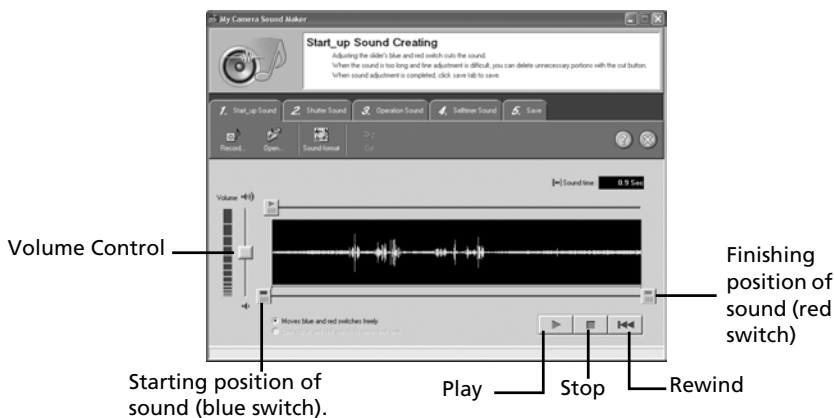 My Camera Sound Maker
Start_up Sound Creating
Adjusting the slider's blue and red switch cuts the sound.
When the sound is too long and fine adjustment is difficult, you can delete unnecessary portions with the cut button.
When sound adjustment is completed, click save tab to save.
1. Start_up Sound 2. Shutter Sound 3. Operation Sound 4. Selftimer Sound 5. Save
Record... Open... Sound format Cut
Sound time 0.9 Sec
Volume
Volume Control
Finishing
position of
sound (red
switch)
Moves blue and red switches freely
Starting position of
sound (blue switch).
Play Stop Rewind